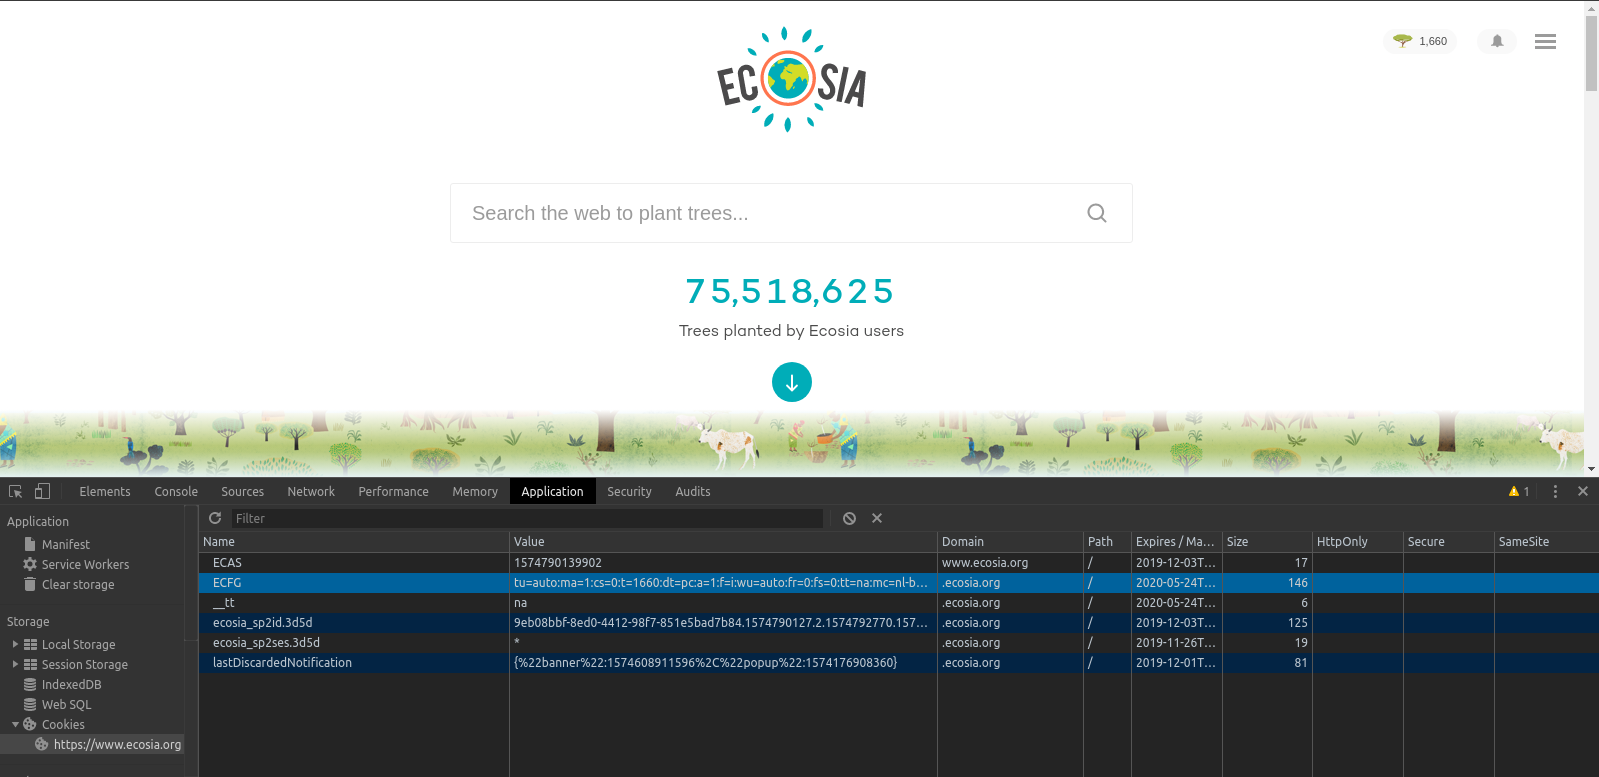 EC SIA
1,660
Search the web to plant trees...
75,518,625
Trees planted by Ecosia users
Elements Console Sources Network Performance Memory Application Security Audits 1
Application
Manifest
Service Workers
Clear storage
Storage
Local Storage
Session Storage
IndexedDB
Web SQL
Cookies
https://www.ecosia.org
Filter
Name Value Domain Path Expires / Ma... Size HttpOnly Secure SameSite
ECAS 1574790139902 www.ecosia.org / 2019-12-03T... 17
ECFG tu=auto:ma=1:cs=0:t=1660:dt=pc:a=1:f=i:wu=auto:fr=0:fs=0:tt=na:mc=nl-b... .ecosia.org / 2020-05-24T... 146
__tt na .ecosia.org / 2020-05-24T... 6
ecosia_sp2id.3d5d 9eb08bbf-8ed0-4412-98f7-851e5bad7b84.1574790127.2.1574792770.157... .ecosia.org / 2019-12-03T... 125
ecosia_sp2ses.3d5d * .ecosia.org / 2019-11-26T... 19
lastDiscardedNotification {%22banner%22:1574608911596%2C%22popup%22:1574176908360} .ecosia.org / 2019-12-01T... 81